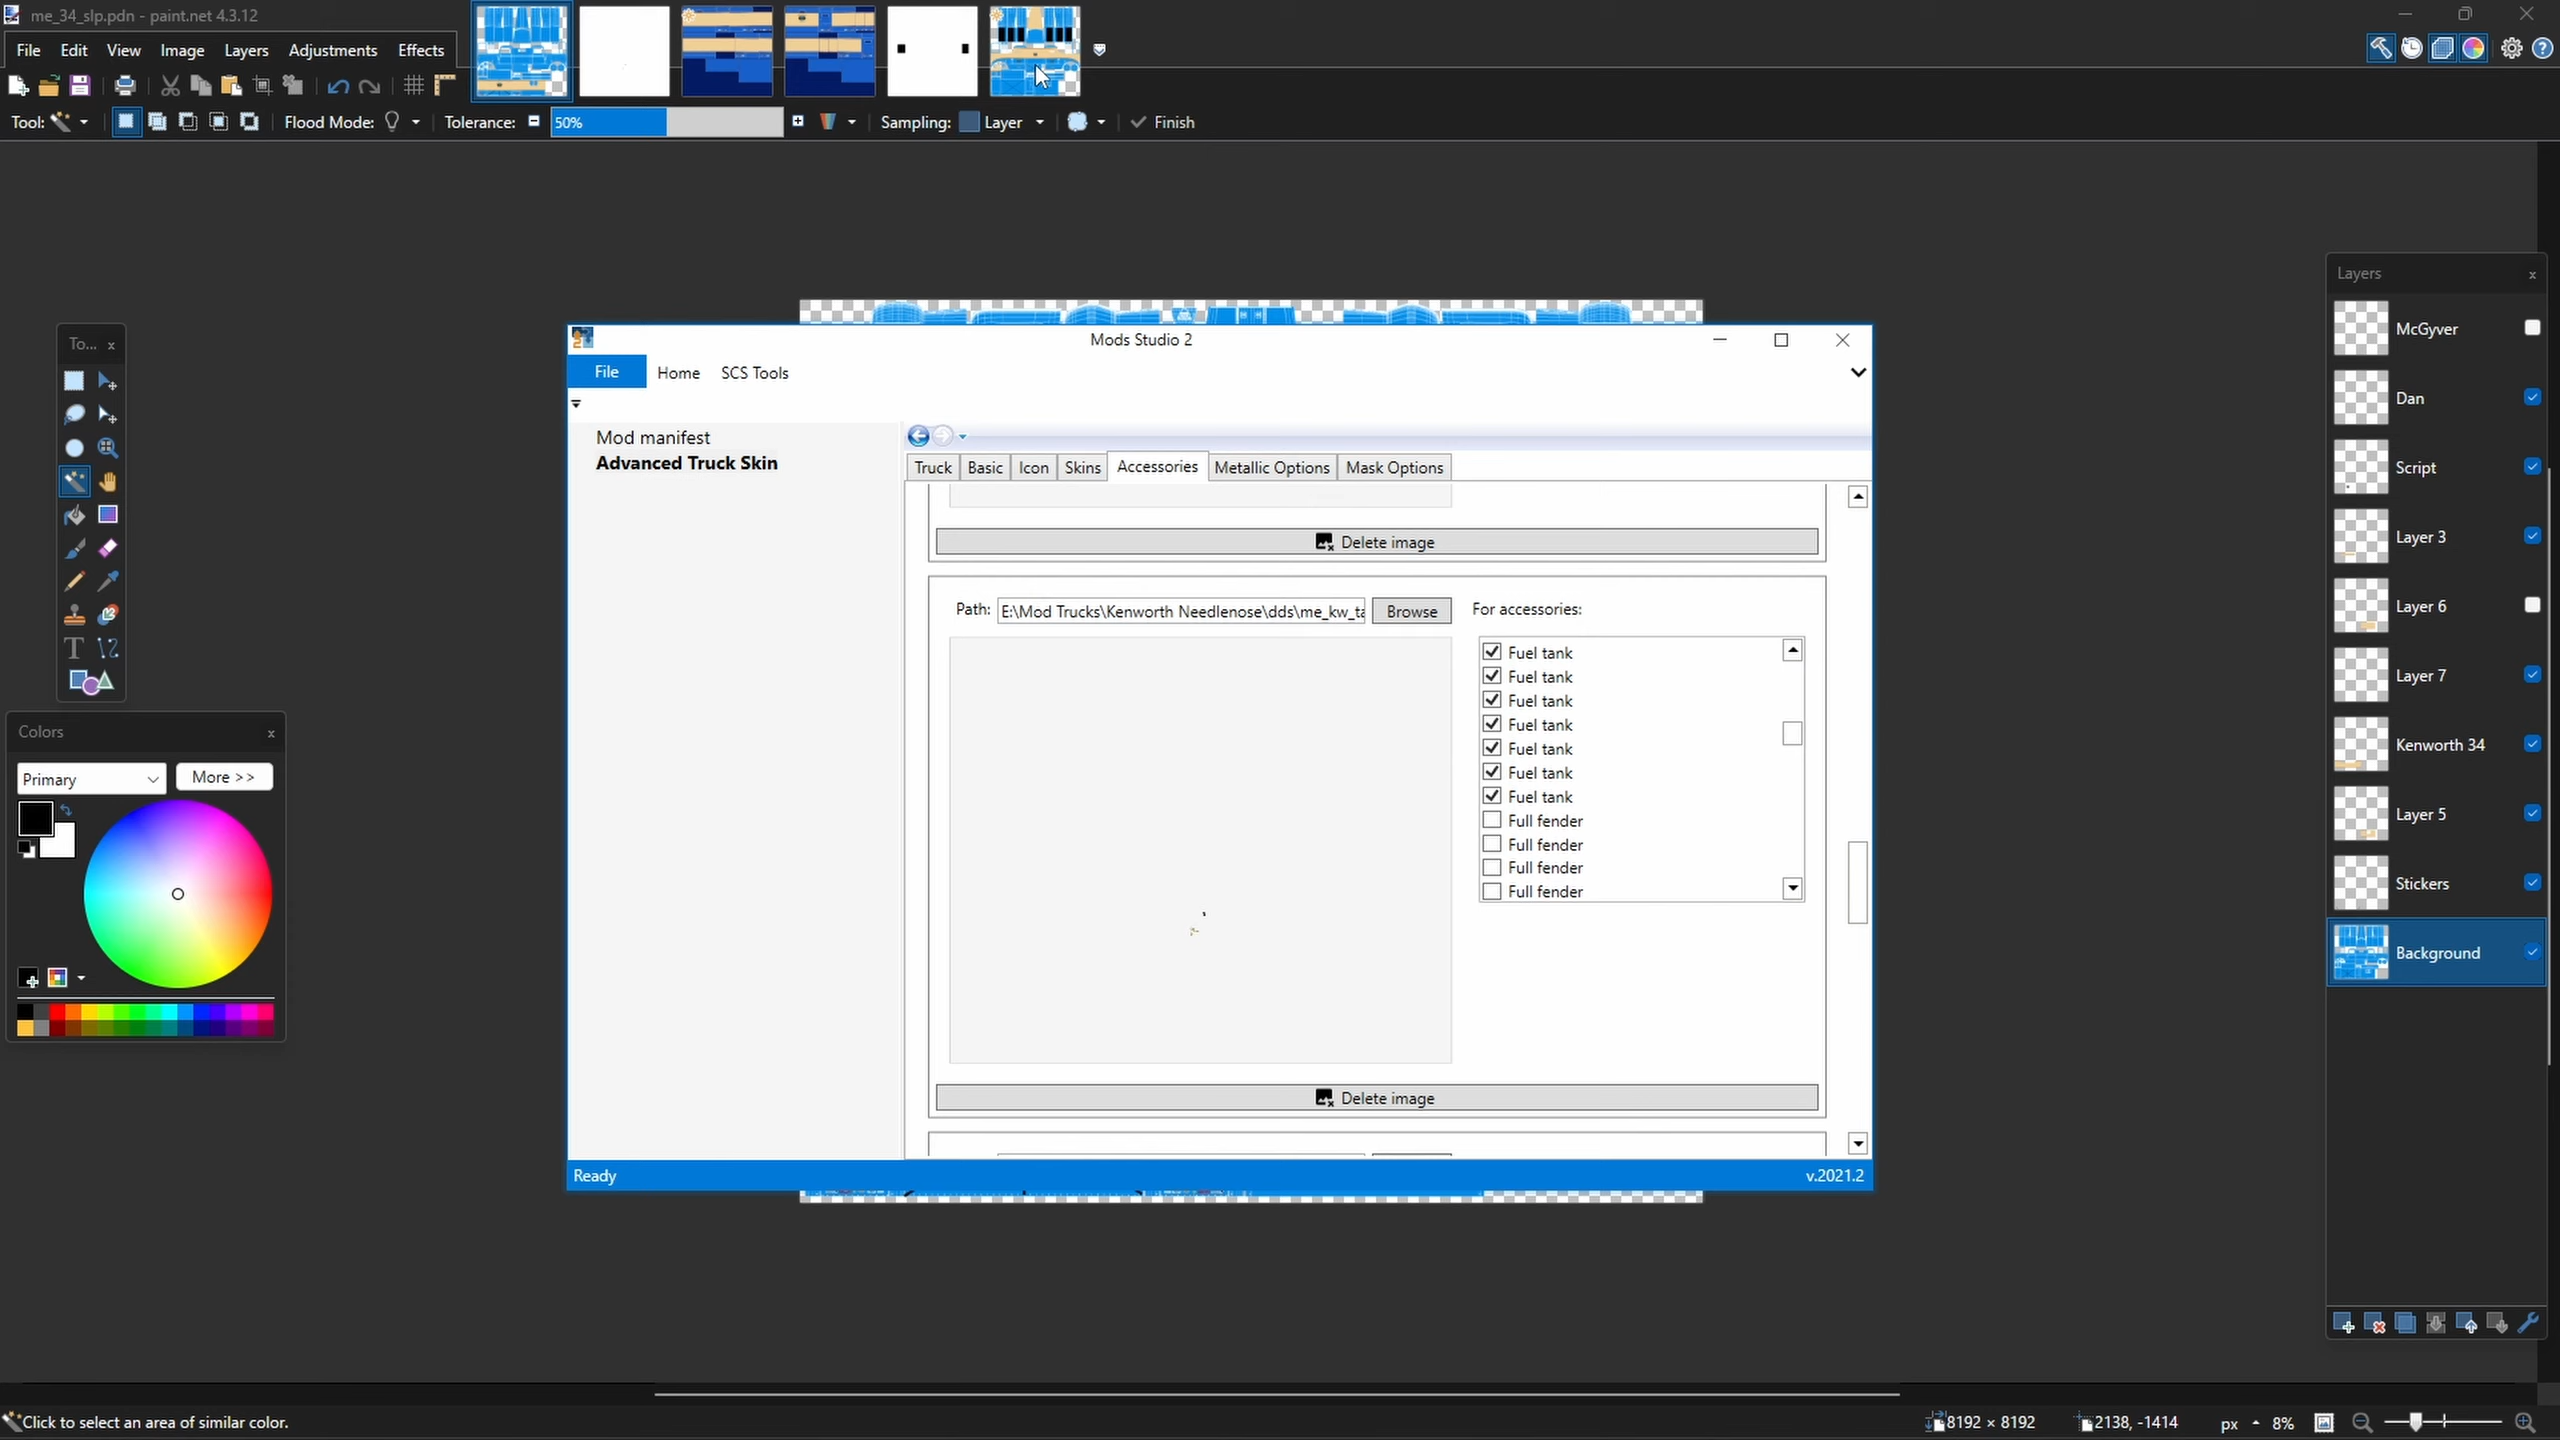 me_34_slp.pdn - paint.net 4.3.12
File Edit View Image Layers Adjustments Effects
Tool: Flood Mode: Tolerance: 50% Sampling: Layer Finish
To...
Colors
Primary More >>
Layers
McGyver
Dan
Script
Layer 3
Layer 6
Layer 7
Kenworth 34
Layer 5
Stickers
Background
Mods Studio 2
File Home SCS Tools
Mod manifest
Advanced Truck Skin
Truck Basic Icon Skins Accessories Metallic Options Mask Options
Delete image
Path: E:\Mod Trucks\Kenworth Needlenose\dds\me_kw_ta Browse For accessories:
Fuel tank
Fuel tank
Fuel tank
Fuel tank
Fuel tank
Fuel tank
Fuel tank
Full fender
Full fender
Full fender
Full fender
Delete image
Ready v.2021.2
Click to select an area of similar color. 8192 × 8192 2138, -1414 px 8%